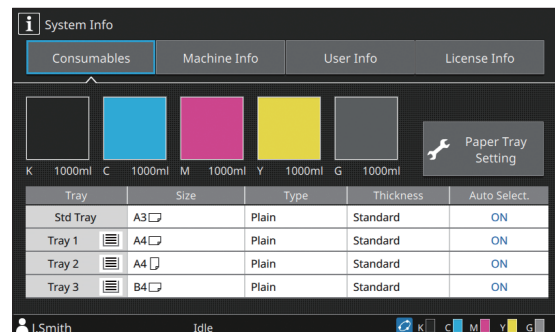 i System Info
Consumables Machine Info User Info License Info
K 1000ml C 1000ml M 1000ml Y 1000ml G 1000ml
Paper Tray
Setting
Tray Size Type Thickness Auto Select.
Std Tray A3 Plain Standard ON
Tray 1 A4 Plain Standard ON
Tray 2 A4 Plain Standard ON
Tray 3 B4 Plain Standard ON
J.Smith Idle K C M Y G